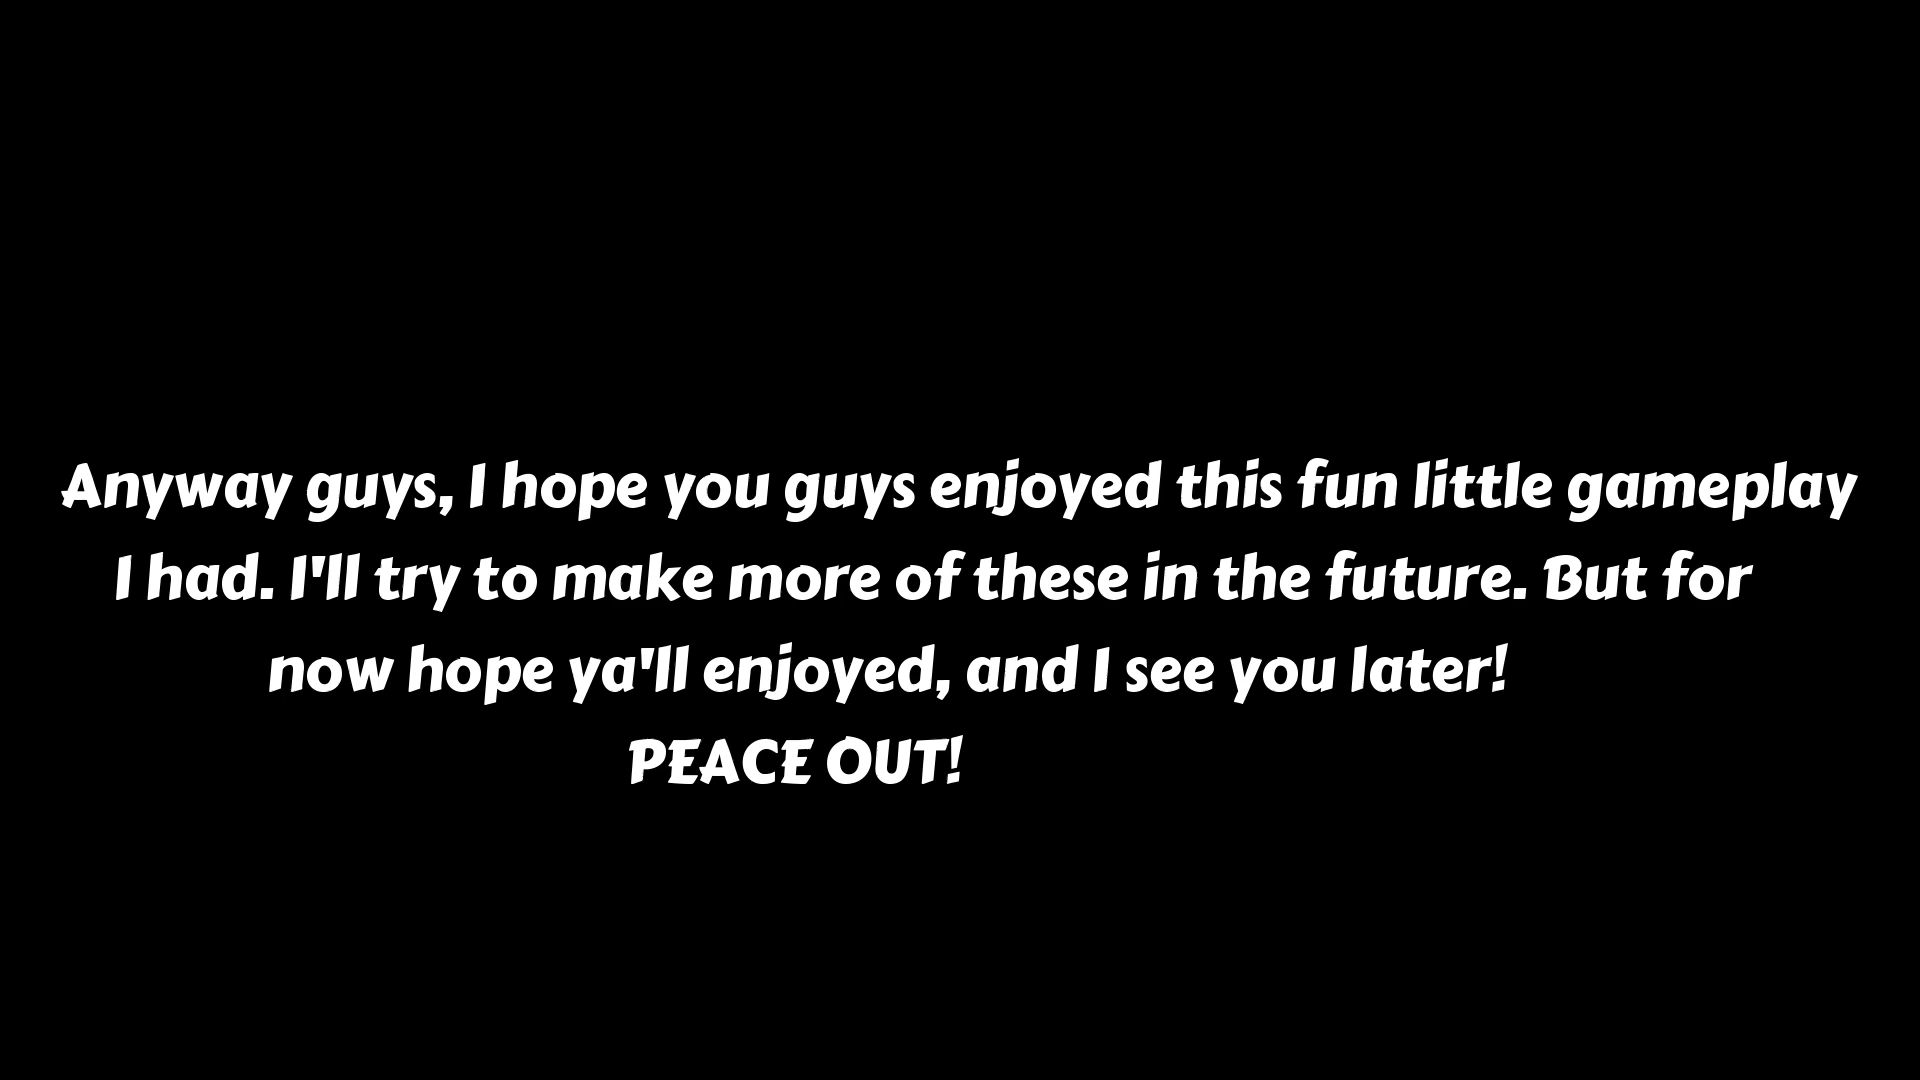 Anyway guys, I hope you guys enjoyed this fun little gameplay
I had. I'll try to make more of these in the future. But for
now hope ya'll enjoyed, and I see you later!
PEACE OUT!